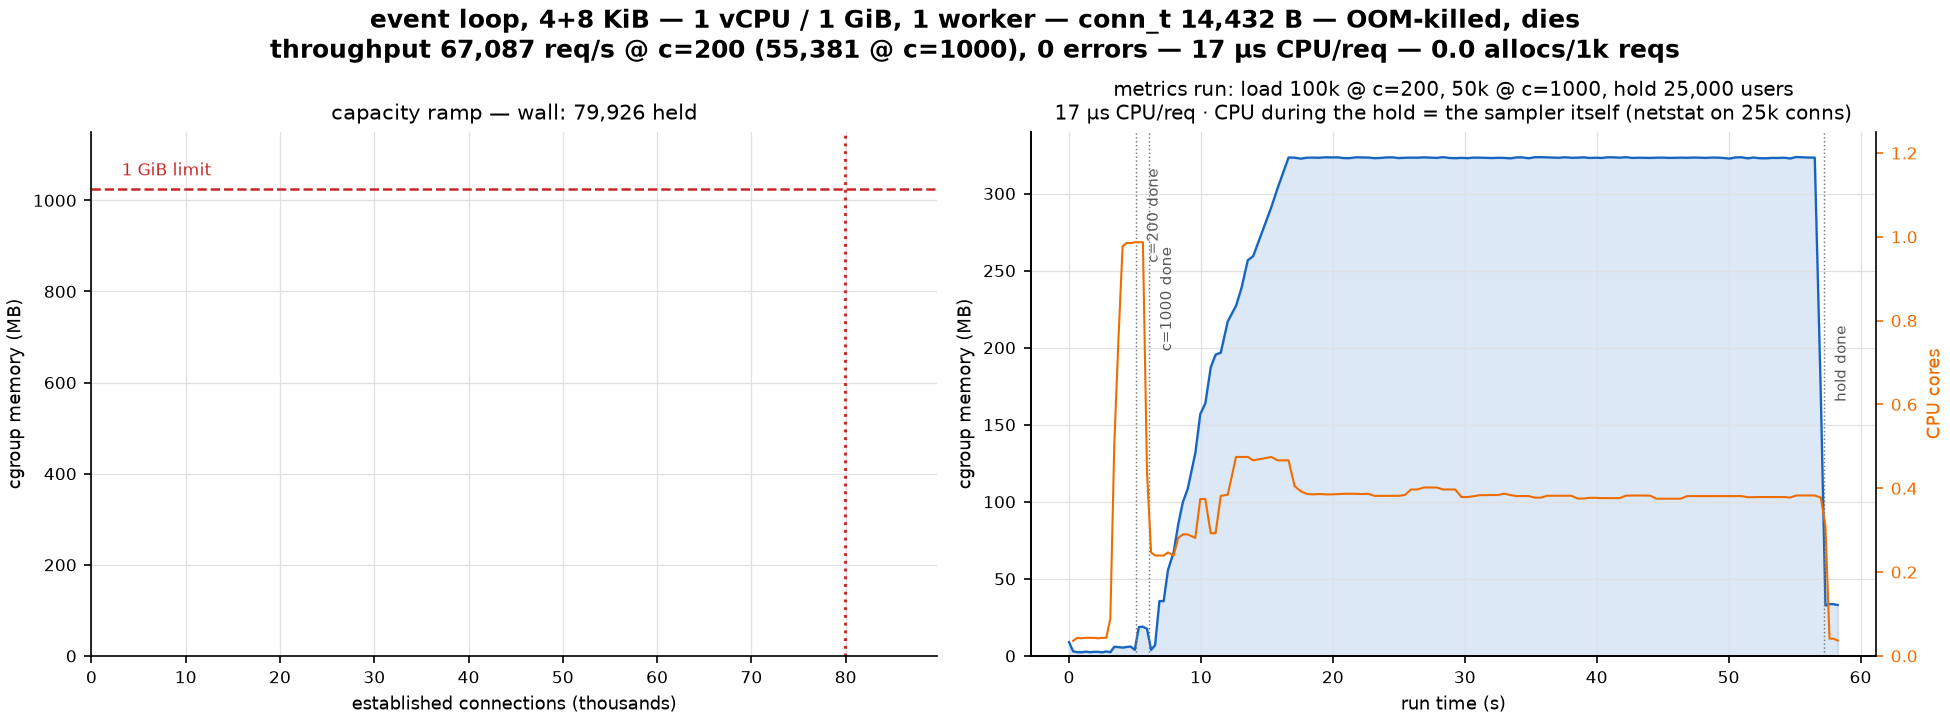 event loop, 4+8 KiB — 1 vCPU / 1 GiB, 1 worker — conn_t 14,432 B — OOM-killed, dies
throughput 67,087 req/s @ c=200 (55,381 @ c=1000), 0 errors — 17 µs CPU/req — 0.0 allocs/1k reqs
capacity ramp — wall: 79,926 held
1 GiB limit
1000
800
600
400
200
0
cgroup memory (MB)
0 10 20 30 40 50 60 70 80
established connections (thousands)
metrics run: load 100k @ c=200, 50k @ c=1000, hold 25,000 users
17 µs CPU/req · CPU during the hold = the sampler itself (netstat on 25k conns)
300
250
200
150
100
50
0
cgroup memory (MB)
c=200 done
c=1000 done
hold done
1.2
1.0
0.8
0.6
0.4
0.2
0.0
CPU cores
0 10 20 30 40 50 60
run time (s)